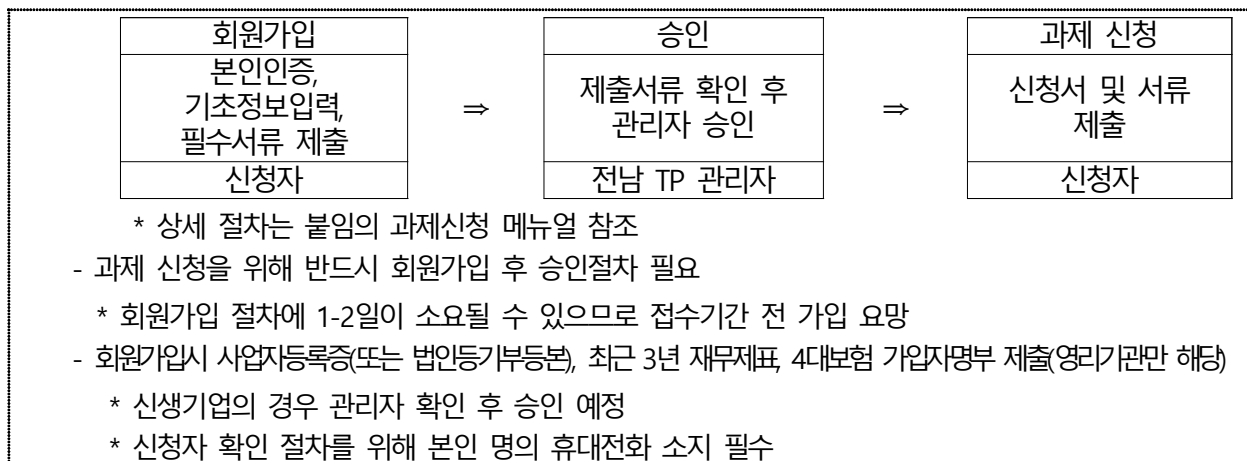 회원가입
본인인증,
기초정보입력,
필수서류 제출
신청자
⇒
승인
제출서류 확인 후
관리자 승인
전남 TP 관리자
⇒
과제 신청
신청서 및 서류
제출
신청자
* 상세 절차는 붙임의 과제신청 메뉴얼 참조
- 과제 신청을 위해 반드시 회원가입 후 승인절차 필요
* 회원가입 절차에 1-2일이 소요될 수 있으므로 접수기간 전 가입 요망
- 회원가입시 사업자등록증(또는 법인등기부등본), 최근 3년 재무제표, 4대보험 가입자명부 제출(영리기관만 해당)
* 신생기업의 경우 관리자 확인 후 승인 예정
* 신청자 확인 절차를 위해 본인 명의 휴대전화 소지 필수